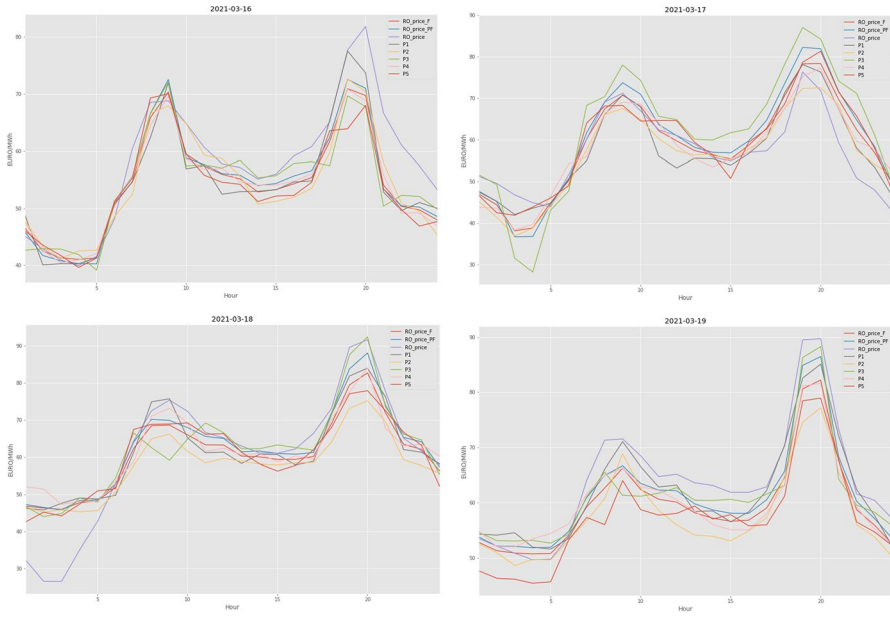 2021-03-16
RO_price_F
RO_price_PF
RO_price
P1
P2
P3
P4
P5
80
70
60
50
40
EURO/MWh
5
10
15
20
Hour
2021-03-17
RO_price_F
RO_price_PF
RO_price
P1
P2
P3
P4
P5
90
80
70
60
50
40
30
EURO/MWh
5
10
15
20
Hour
2021-03-18
RO_price_F
RO_price_PF
RO_price
P1
P2
P3
P4
P5
90
80
70
60
50
40
30
EURO/MWh
5
10
15
20
Hour
2021-03-19
RO_price_F
RO_price_PF
RO_price
P1
P2
P3
P4
P5
90
80
70
60
50
EURO/MWh
5
10
15
20
Hour